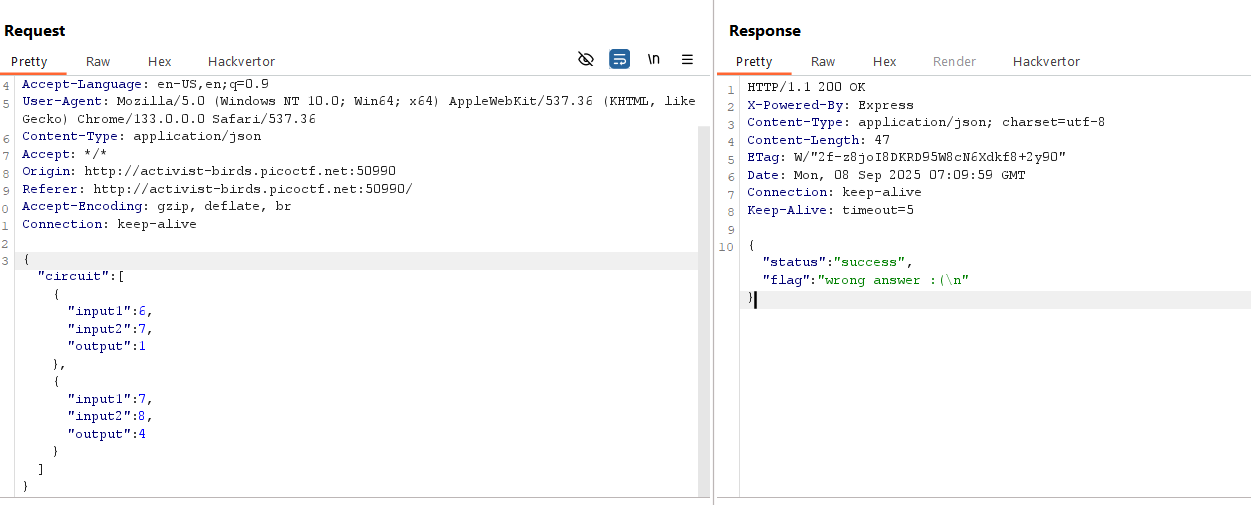 Request
Pretty Raw Hex Hackvertor \n
4 Accept-Language: en-US,en;q=0.9
5 User-Agent: Mozilla/5.0 (Windows NT 10.0; Win64; x64) AppleWebKit/537.36 (KHTML, like
Gecko) Chrome/133.0.0.0 Safari/537.36
6 Content-Type: application/json
7 Accept: */*
8 Origin: http://activist-birds.picoctf.net:50990
9 Referer: http://activist-birds.picoctf.net:50990/
0 Accept-Encoding: gzip, deflate, br
1 Connection: keep-alive
2
3 {
"circuit":[
{
"input1":6,
"input2":7,
"output":1
},
{
"input1":7,
"input2":8,
"output":4
}
]
}
Response
Pretty Raw Hex Render Hackvertor
1 HTTP/1.1 200 OK
2 X-Powered-By: Express
3 Content-Type: application/json; charset=utf-8
4 Content-Length: 47
5 ETag: W/"2f-z8joI8DKRD95W8cN6Xdkf8+2y90"
6 Date: Mon, 08 Sep 2025 07:09:59 GMT
7 Connection: keep-alive
8 Keep-Alive: timeout=5
9
10 {
"status":"success",
"flag":"wrong answer :(\n"
}